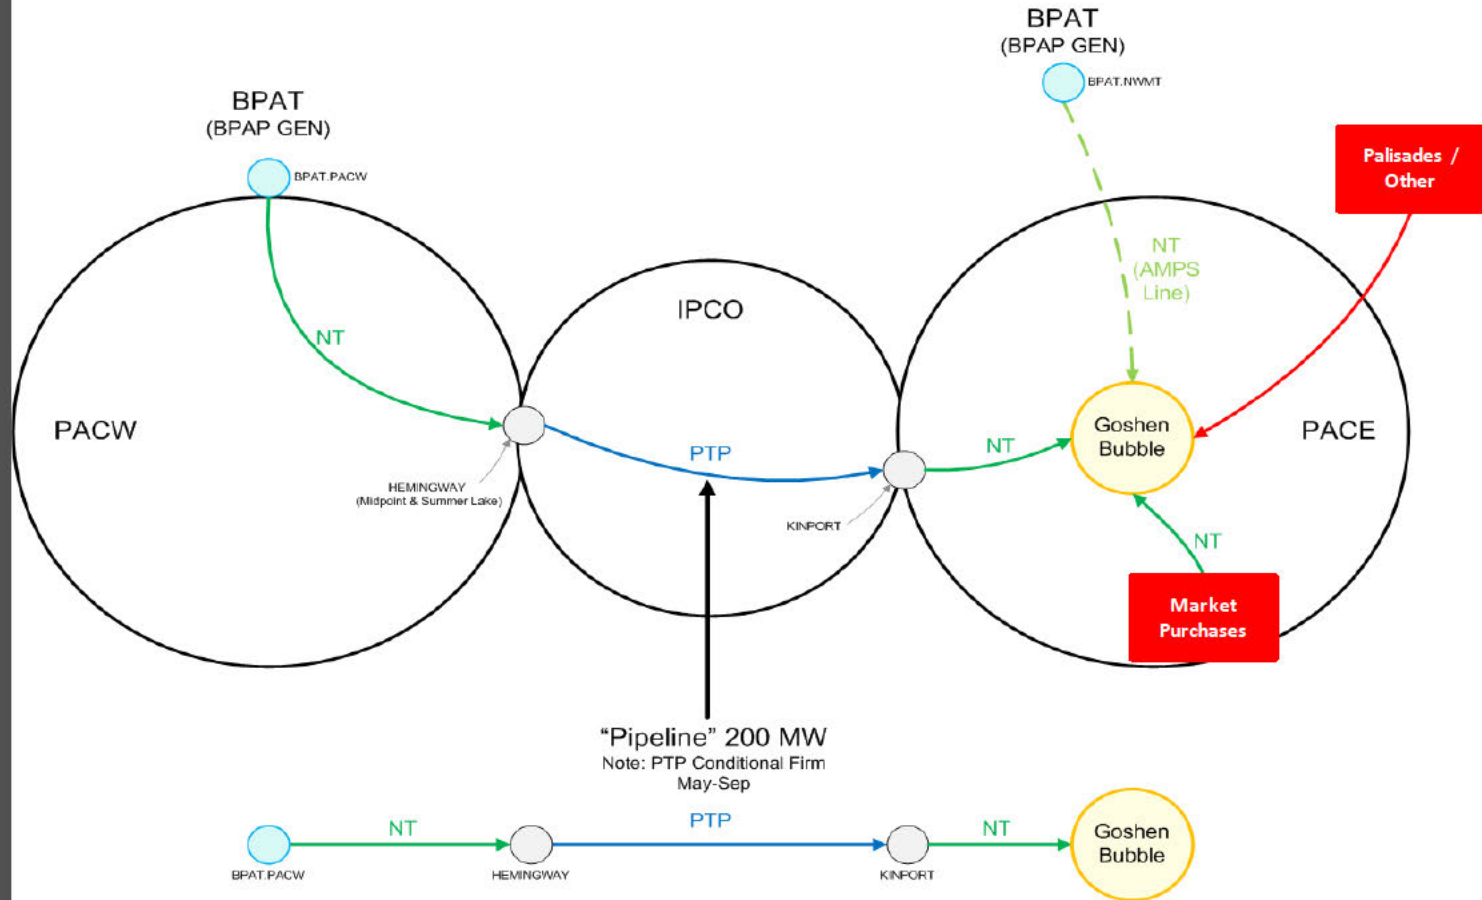 BPAT
(BPAP GEN)
BPAT.NWMT
BPAT
(BPAP GEN)
BPAT.PACW
Palisades /
Other
NT
(AMPS
Line)
IPCO
NT
PACW
PTP
NT
Goshen
Bubble
PACE
HEMINGWAY
(Midpoint & Summer Lake)
KINPORT
NT
Market
Purchases
“Pipeline” 200 MW
Note: PTP Conditional Firm
May-Sep
NT
PTP
NT
Goshen
Bubble
BPAT.PACW
HEMINGWAY
KINPORT